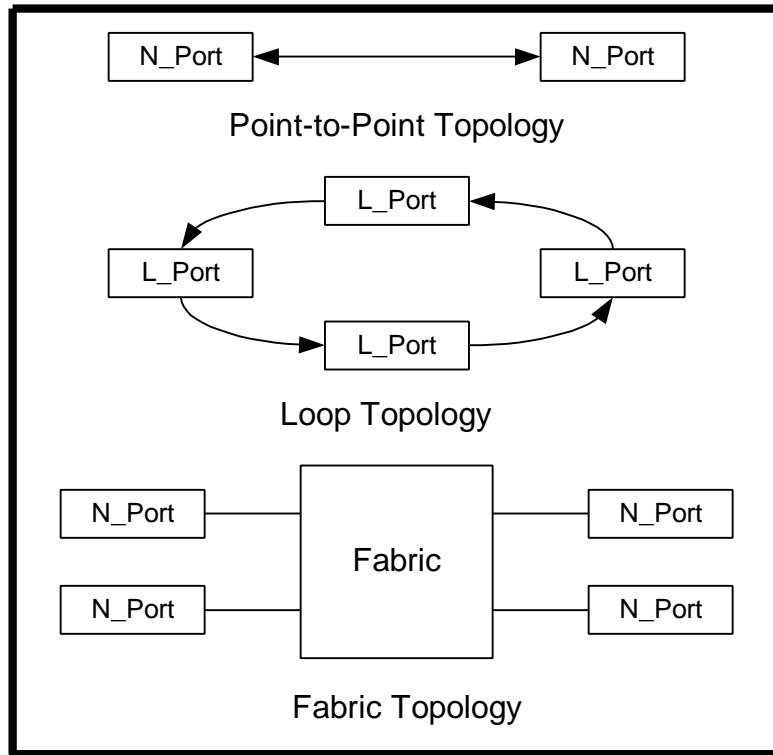 N_Port N_Port
Point-to-Point Topology
L_Port
L_Port L_Port
L_Port
Loop Topology
N_Port N_Port
Fabric
N_Port N_Port
Fabric Topology